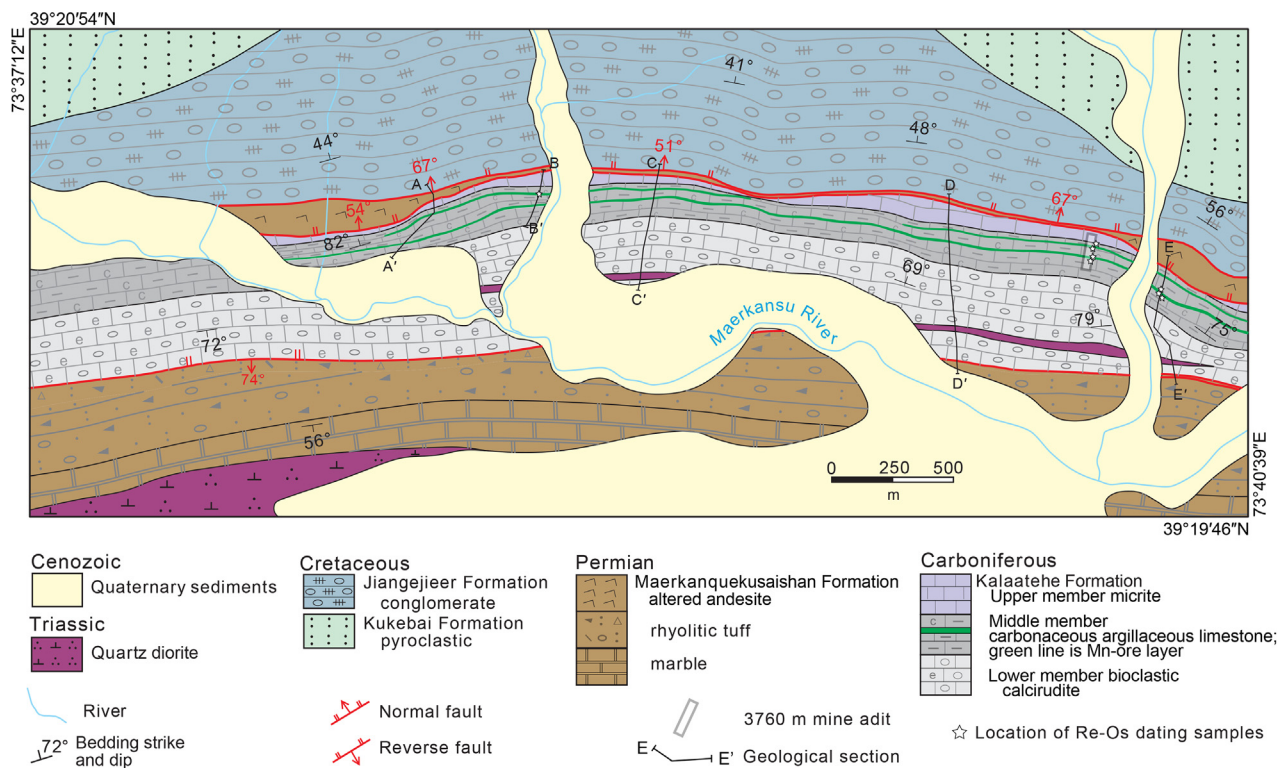 39°20′54″N
73°37′12″E
41°
44°
48°
51°
67°
A
B
C
D
54°
67°
56°
82°
B'
E
A'
69°
C'
Maerkansu River
79°
75°
72°
74°
D'
E'
56°
0 250 500
m
73°40′39″E
39°19′46″N
Cenozoic
Quaternary sediments
Triassic
Quartz diorite
River
72° Bedding strike
and dip
Cretaceous
Jiangejieer Formation
conglomerate
Kukebai Formation
pyroclastic
Normal fault
Reverse fault
Permian
Maerkanquekusaishan Formation
altered andesite
rhyolitic tuff
marble
3760 m mine adit
E E' Geological section
Carboniferous
Kalaatehe Formation
Upper member micrite
Middle member
carbonaceous argillaceous limestone;
green line is Mn-ore layer
Lower member bioclastic
calcirudite
Location of Re-Os dating samples